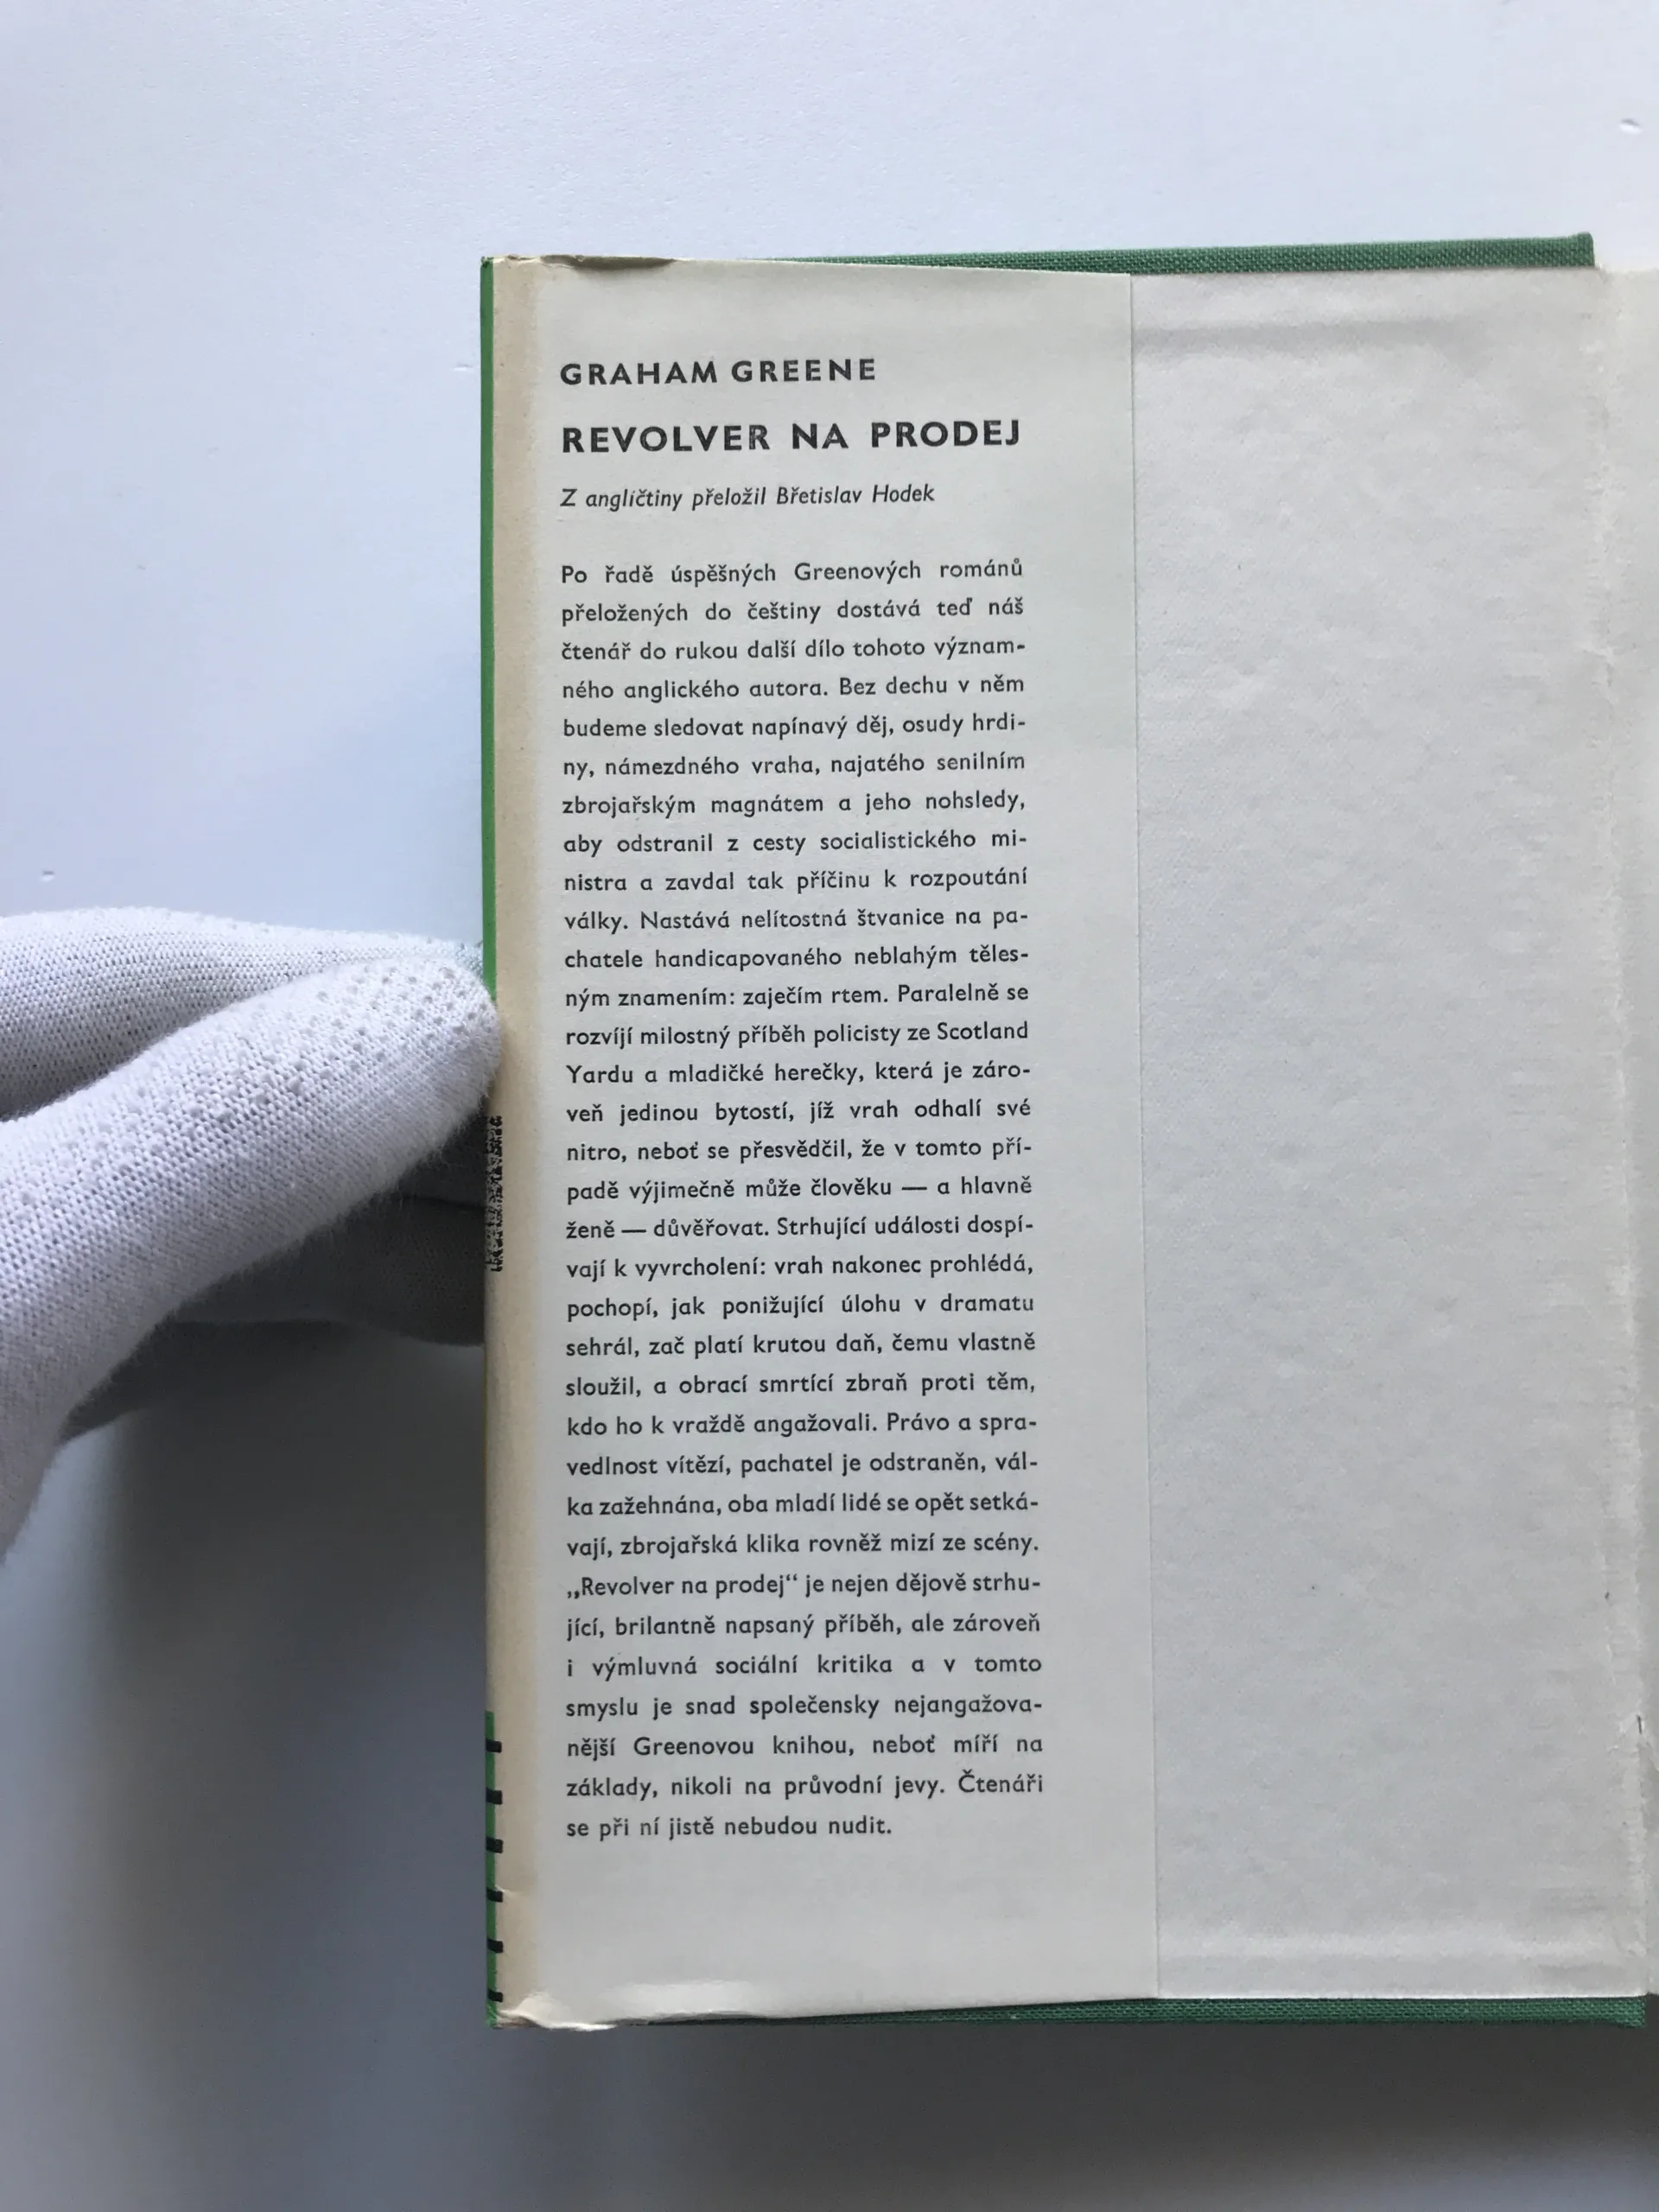 GRAHAM GREENE
REVOLVER NA PRODEJ
Z angličtiny přeložil Břetislav Hodek
Po řadě úspěšných Greenových románů
přeložených do češtiny dostává teď náš
čtenář do rukou další dílo tohoto význam-
ného anglického autora. Bez dechu v něm
budeme sledovat napínavý děj, osudy hrdi-
ny, námezdného vraha, najatého senilním
zbrojařským magnátem a jeho nohsledy,
aby odstranil z cesty socialistického mi-
nistra a zavdal tak příčinu k rozpoutání
války. Nastává nelítostná štvanice na pa-
chatele handicapovaného neblahým těles-
ným znamením: zaječím rtem. Paralelně se
rozvíjí milostný příběh policisty ze Scotland
Yardu a mladičké herečky, která je záro-
veň jedinou bytostí, jíž vrah odhalí své
nitro, neboť se přesvědčil, že v tomto pří-
padě výjimečně může člověku — a hlavně
ženě — důvěřovat. Strhující události dospí-
vají k vyvrcholení: vrah nakonec prohlédá,
pochopí, jak ponižující úlohu v dramatu
sehrál, zač platí krutou daň, čemu vlastně
sloužil, a obrací smrtící zbraň proti těm,
kdo ho k vraždě angažovali. Právo a spra-
vedlnost vítězí, pachatel je odstraněn, vál-
ka zažehnána, oba mladí lidé se opět setká-
vají, zbrojařská klika rovněž mizí ze scény.
„Revolver na prodej“ je nejen dějově strhu-
jící, brilantně napsaný příběh, ale zároveň
i výmluvná sociální kritika a v tomto
smyslu je snad společensky nejangažova-
nější Greenovou knihou, neboť míří na
základy, nikoli na průvodní jevy. Čtenáři
se při ní jistě nebudou nudit.